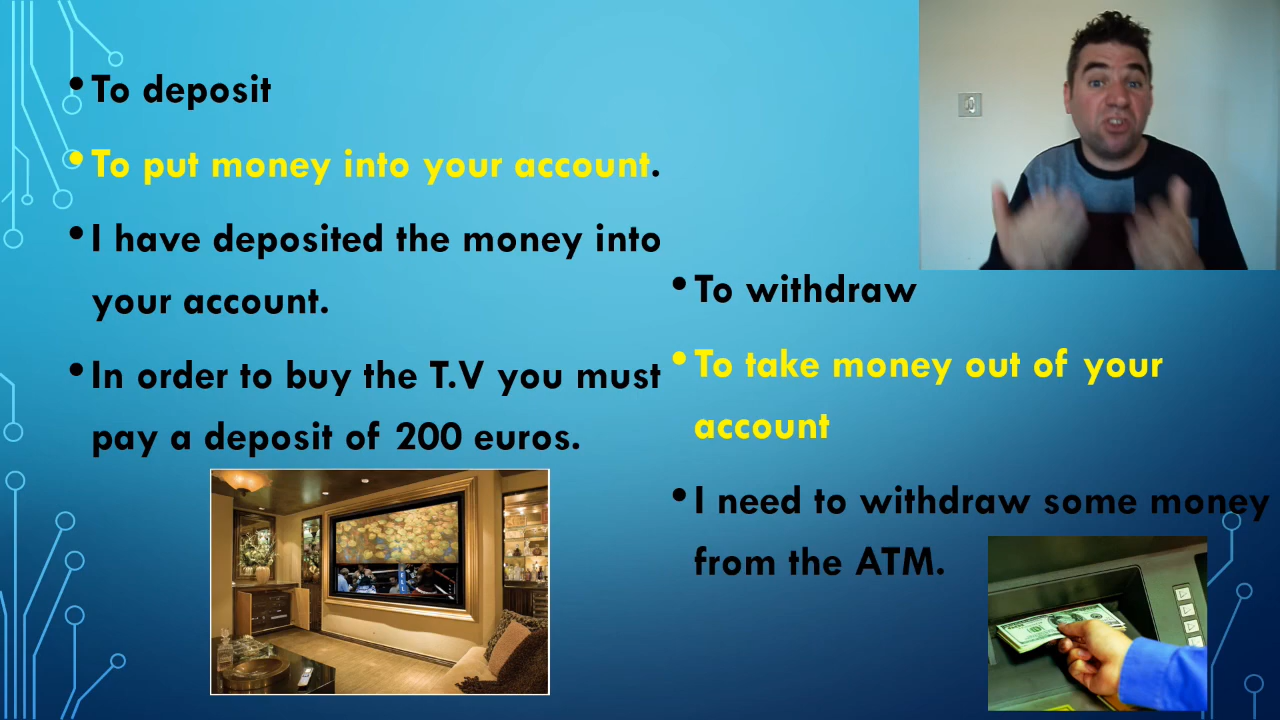 To deposit
To put money into your account.
I have deposited the money into
your account.
In order to buy the T.V you must
pay a deposit of 200 euros.
To withdraw
To take money out of your
account
I need to withdraw some money
from the ATM.